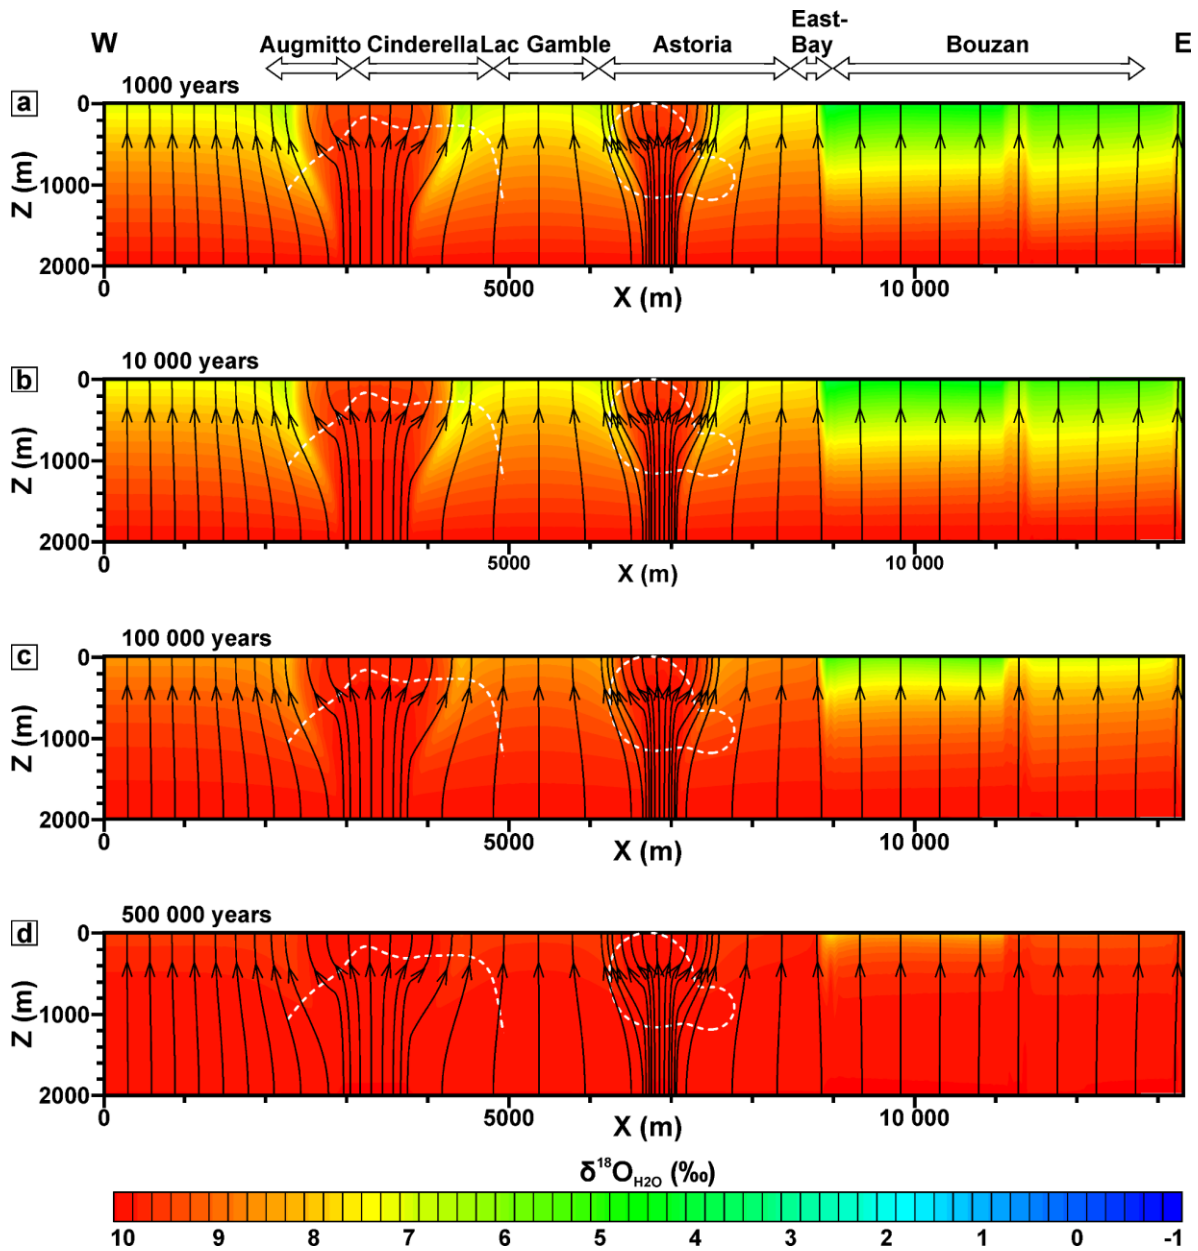 W Augmitto Cinderella Lac Gamble Astoria East-Bay Bouzan E
a 1000 years
Z (m)
0
1000
2000
0 5000 10 000
X (m)
b 10 000 years
Z (m)
0
1000
2000
0 5000 10 000
X (m)
c 100 000 years
Z (m)
0
1000
2000
0 5000 10 000
X (m)
d 500 000 years
Z (m)
0
1000
2000
0 5000 10 000
X (m)
δ¹⁸O_H2O (‰)
10 9 8 7 6 5 4 3 2 1 0 -1